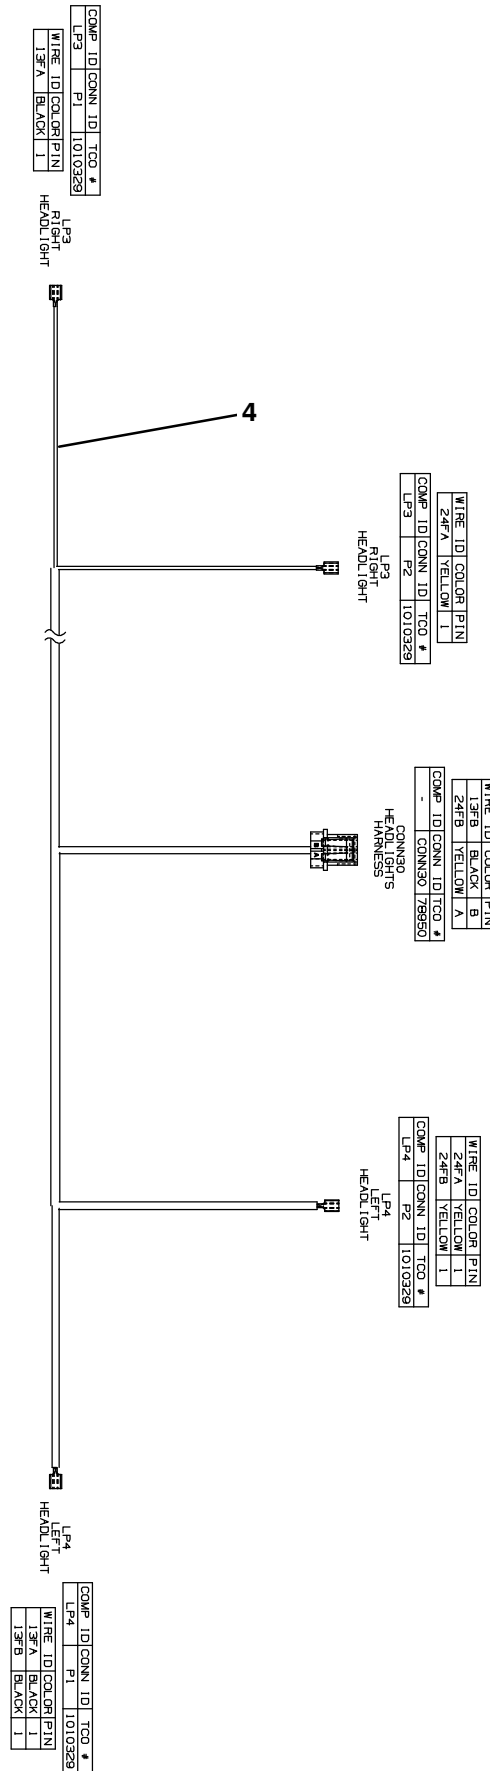 COMP ID CONN ID TCO #
LP3 P1 1010329
WIRE ID COLOR PIN
13FA BLACK 1
LP3
RIGHT
HEADLIGHT
4
WIRE ID COLOR PIN
24FA YELLOW 1
COMP ID CONN ID TCO #
LP3 P2 1010329
LP3
RIGHT
HEADLIGHT
WIRE ID COLOR PIN
13FB BLACK B
24FB YELLOW A
COMP ID CONN ID TCO #
- CONN30 78950
CONN30
HEADLIGHTS
HARNESS
B
A
WIRE ID COLOR PIN
24FA YELLOW 1
24FB YELLOW 1
COMP ID CONN ID TCO #
LP4 P2 1010329
LP4
LEFT
HEADLIGHT
LP4
LEFT
HEADLIGHT
COMP ID CONN ID TCO #
LP4 P1 1010329
WIRE ID COLOR PIN
13FA BLACK 1
13FB BLACK 1